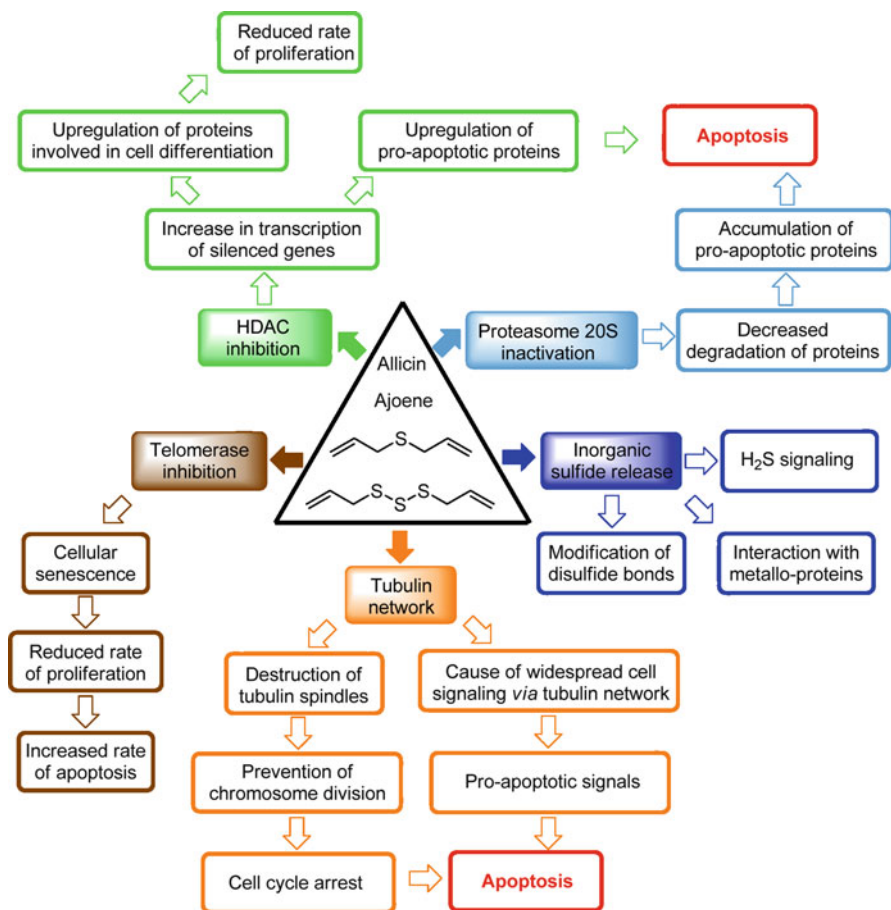 Reduced rate
of proliferation
Upregulation of proteins
involved in cell differentiation
Upregulation of
pro-apoptotic proteins
Apoptosis
Increase in transcription
of silenced genes
Accumulation of
pro-apoptotic proteins
HDAC
inhibition
Proteasome 20S
inactivation
Decreased
degradation of proteins
Allicin
Ajoene
S
S
S
S
Telomerase
inhibition
Inorganic
sulfide release
H₂S signaling
Cellular
senescence
Modification of
disulfide bonds
Interaction with
metallo-proteins
Tubulin
network
Reduced rate
of proliferation
Destruction of
tubulin spindles
Cause of widespread cell
signaling via tubulin network
Increased rate
of apoptosis
Prevention of
chromosome division
Pro-apoptotic signals
Cell cycle arrest
Apoptosis